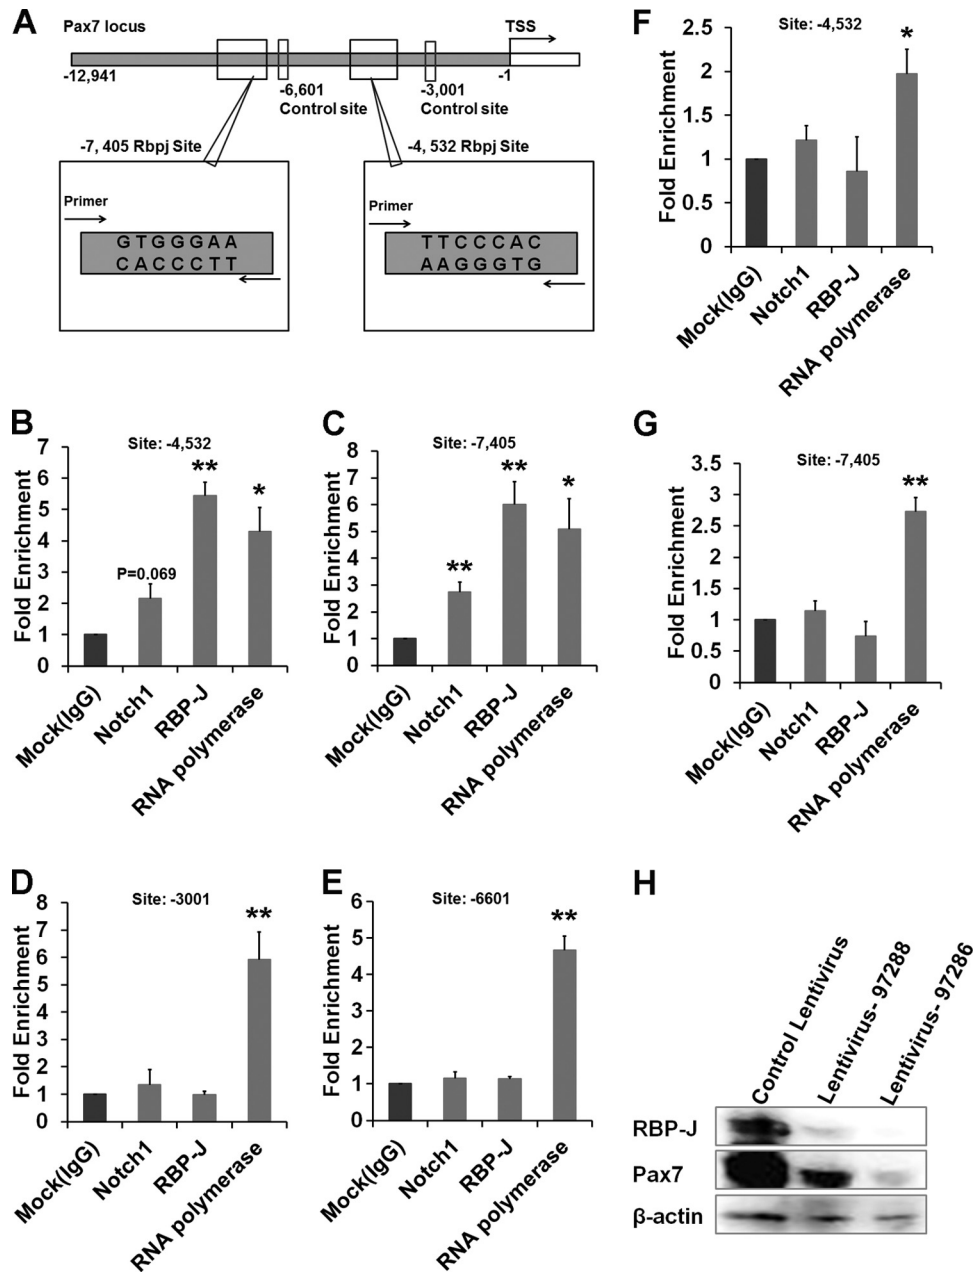 A
Pax7 locus
TSS
-12,941
-1
-6,601
Control site
-3,001
Control site
-7, 405 Rbpj Site
-4, 532 Rbpj Site
Primer
GTGGGAA
CACCCTT
Primer
TTCCCAC
AAGGGTG
F
Site: -4,532
Fold Enrichment
2.5
2
1.5
1
0.5
0
*
Mock(IgG)
Notch1
RBP-J
RNA polymerase
B
Site: -4,532
Fold Enrichment
7
6
5
4
3
2
1
0
P=0.069
**
*
Mock(IgG)
Notch1
RBP-J
RNA polymerase
C
Site: -7,405
Fold Enrichment
8
7
6
5
4
3
2
1
0
**
**
*
Mock(IgG)
Notch1
RBP-J
RNA polymerase
G
Site: -7,405
Fold Enrichment
3.5
3
2.5
2
1.5
1
0.5
0
**
Mock(IgG)
Notch1
RBP-J
RNA polymerase
D
Site: -3001
Fold Enrichment
8
7
6
5
4
3
2
1
0
**
Mock(IgG)
Notch1
RBP-J
RNA polymerase
E
Site: -6601
Fold Enrichment
6
5
4
3
2
1
0
**
Mock(IgG)
Notch1
RBP-J
RNA polymerase
H
Control Lentivirus
Lentivirus- 97288
Lentivirus- 97286
RBP-J
Pax7
β-actin